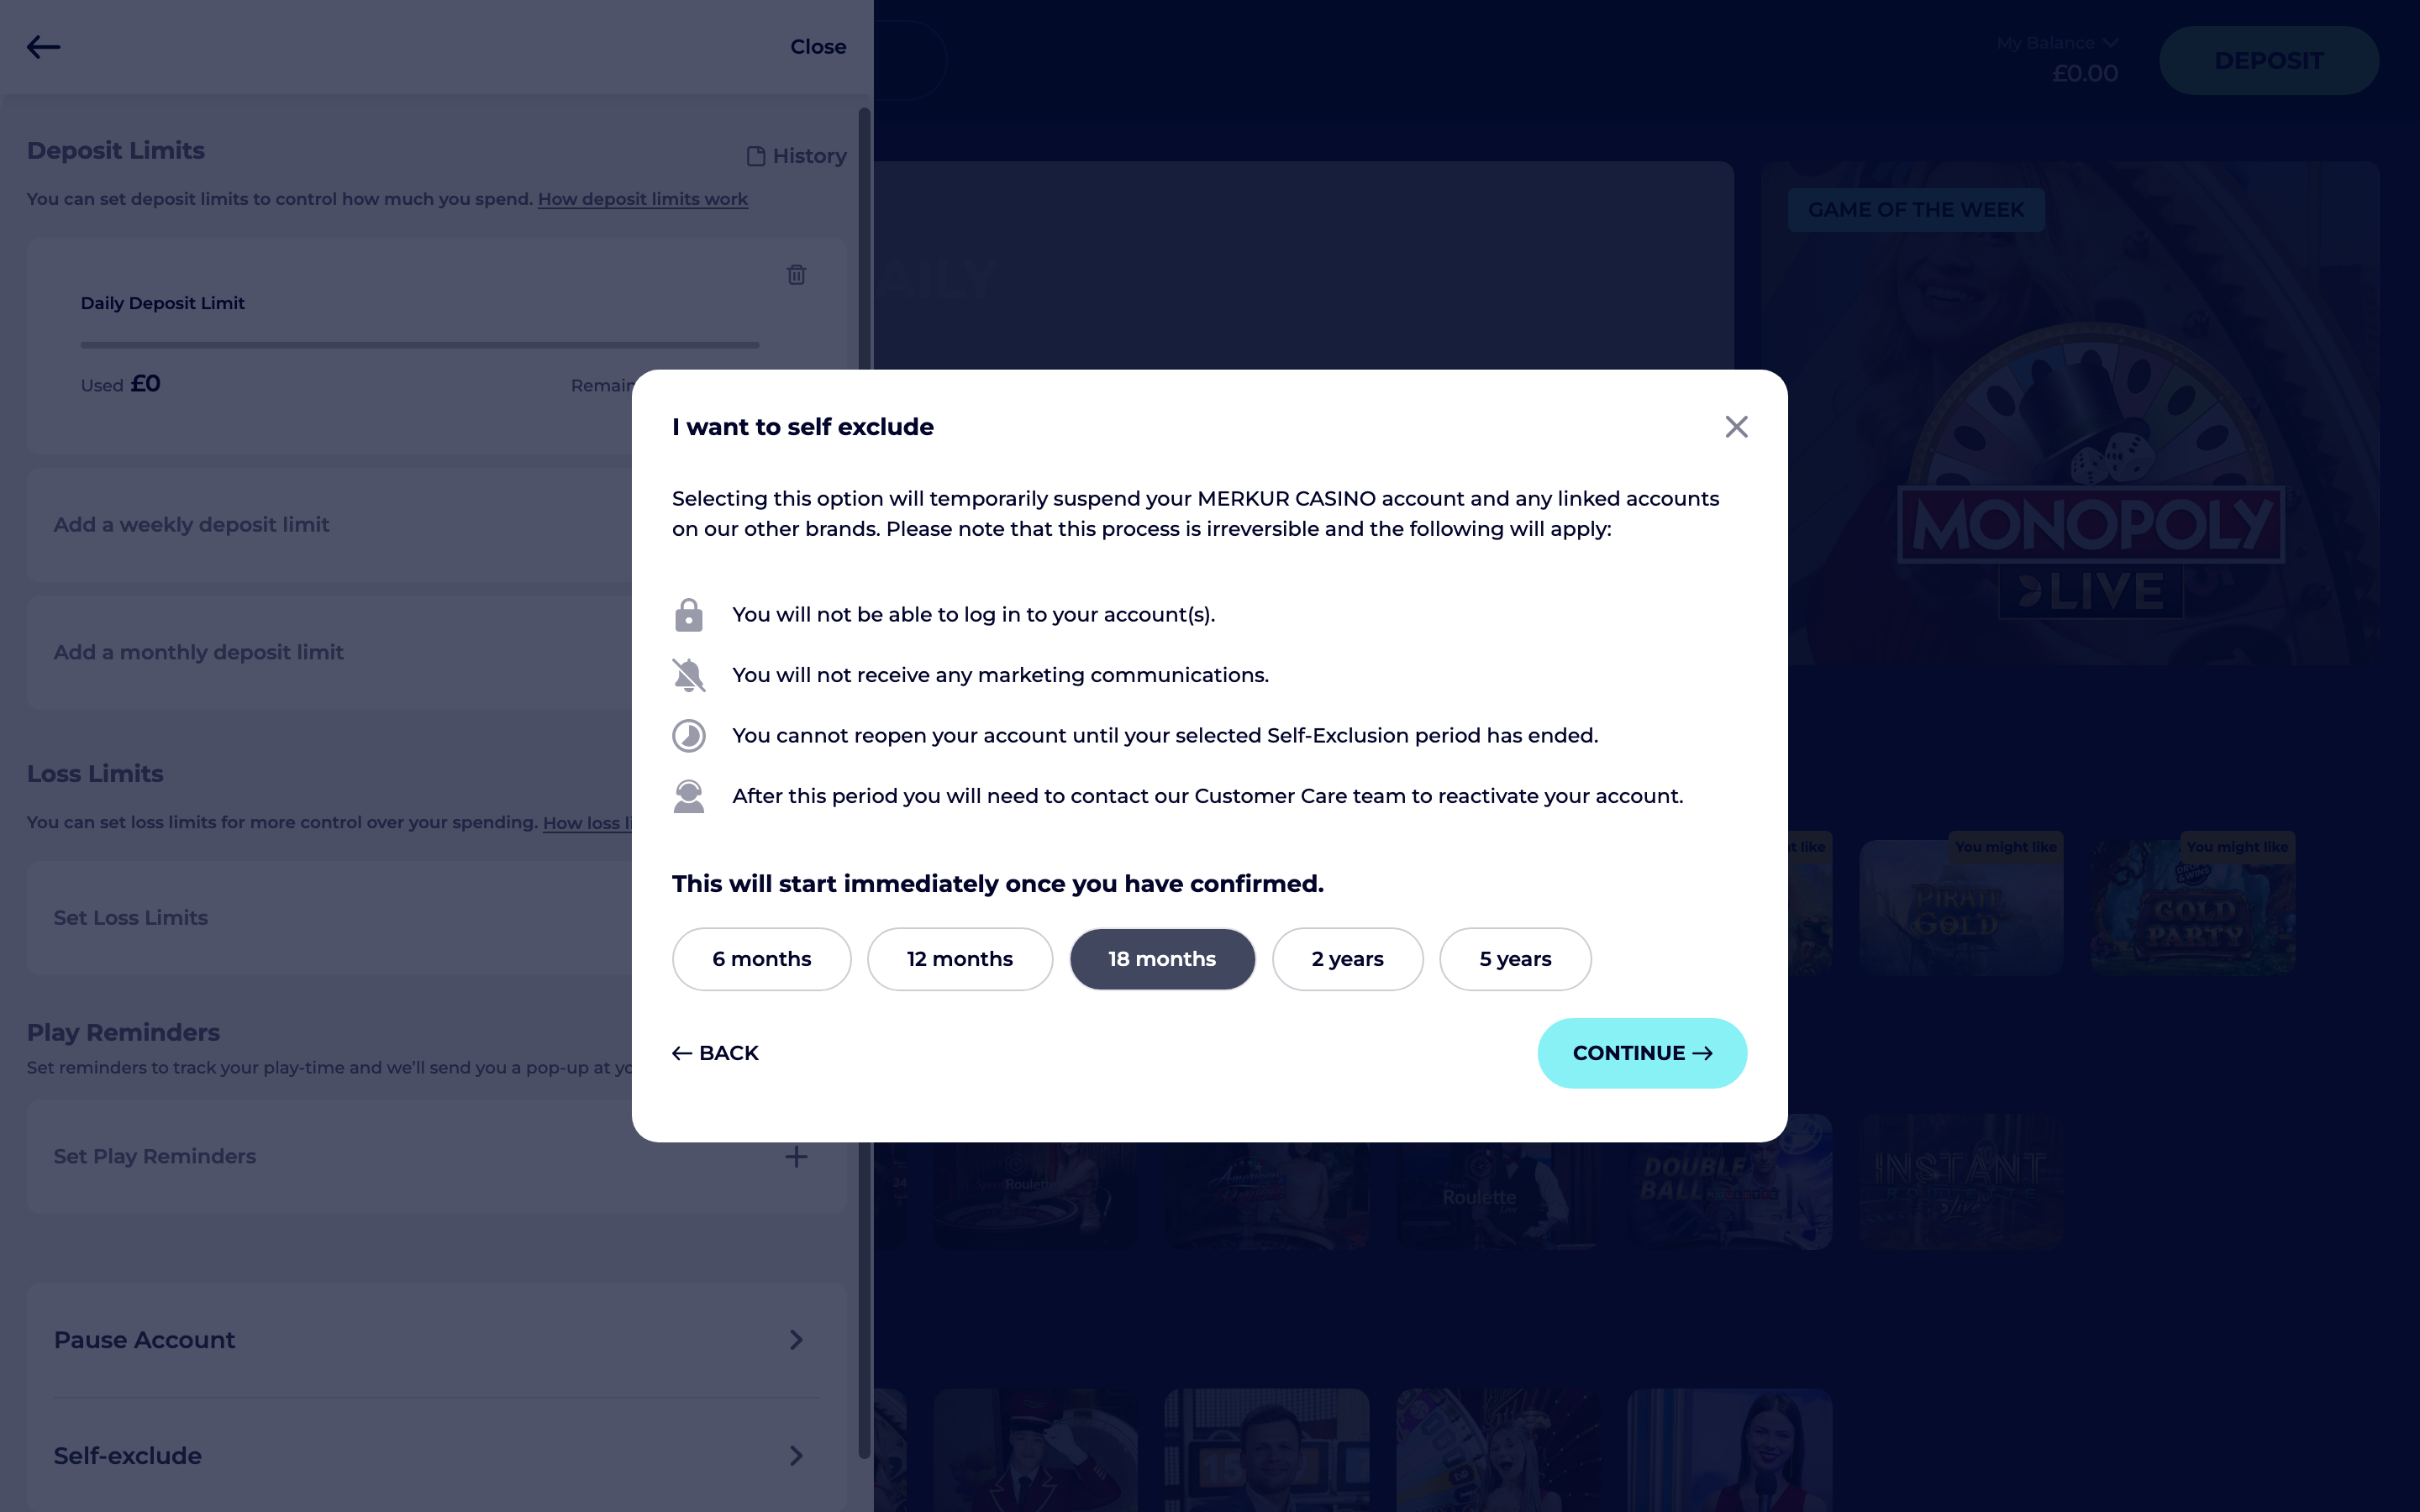 Close
My Balance
£0.00
DEPOSIT
Deposit Limits
History
You can set deposit limits to control how much you spend. How deposit limits work
GAME OF THE WEEK
AILY
Daily Deposit Limit
Used £0
Remain
Add a weekly deposit limit
Add a monthly deposit limit
MONOPOLY
LIVE
I want to self exclude
Selecting this option will temporarily suspend your MERKUR CASINO account and any linked accounts
on our other brands. Please note that this process is irreversible and the following will apply:
You will not be able to log in to your account(s).
You will not receive any marketing communications.
You cannot reopen your account until your selected Self-Exclusion period has ended.
After this period you will need to contact our Customer Care team to reactivate your account.
This will start immediately once you have confirmed.
6 months
12 months
18 months
2 years
5 years
BACK
CONTINUE
Loss Limits
You can set loss limits for more control over your spending. How loss li
Set Loss Limits
Play Reminders
Set reminders to track your play-time and we'll send you a pop-up at yo
Set Play Reminders
Pause Account
Self-exclude
t like
You might like
You might like
PIRATE
GOLD
GOLD
PARTY
24
Roulette
Roulette
Live
DOUBLE
BALL
INSTANT